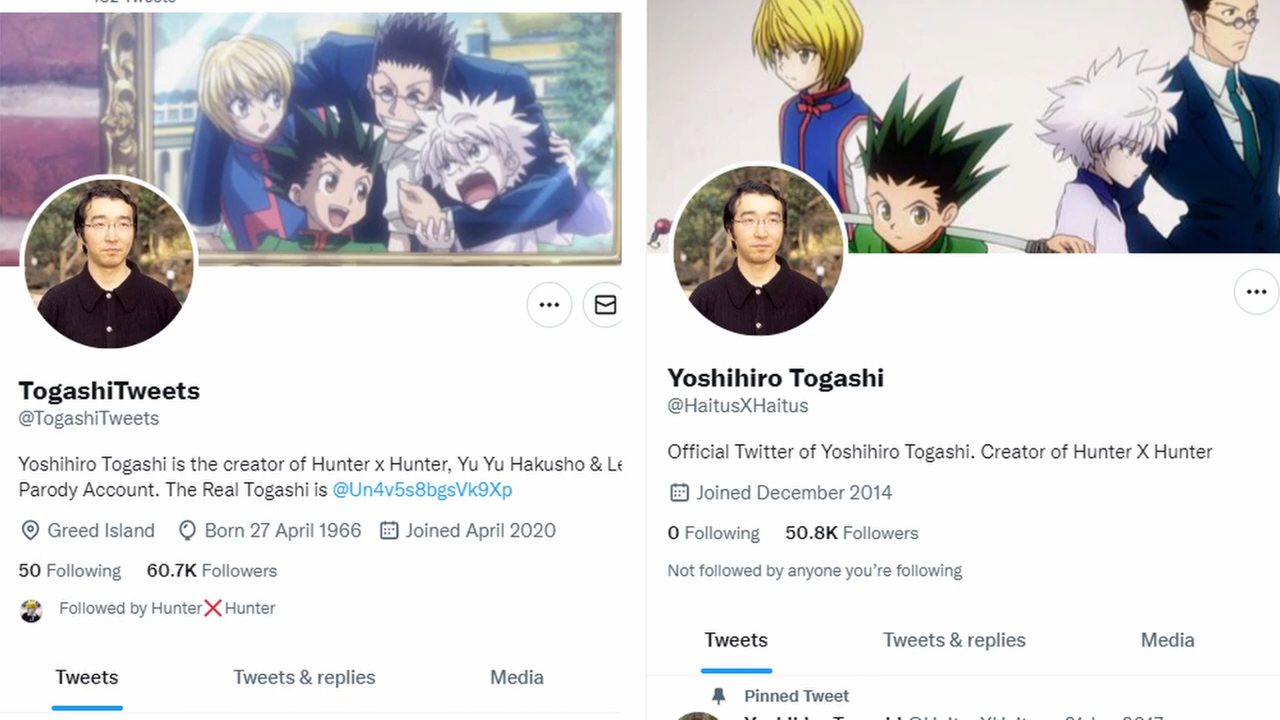 TogashiTweets
@TogashiTweets
Yoshihiro Togashi is the creator of Hunter x Hunter, Yu Yu Hakusho &
Parody Account. The Real Togashi is @Un4v5s8bgsVk9Xp
Greed Island Born 27 April 1966 Joined April 2020
50 Following 60.7K Followers
Followed by Hunter❌Hunter
Tweets Tweets & replies Media
Yoshihiro Togashi
@HaitusXHaitus
Official Twitter of Yoshihiro Togashi. Creator of Hunter X Hunter
Joined December 2014
0 Following 50.8K Followers
Not followed by anyone you’re following
Tweets Tweets & replies Media
Pinned Tweet